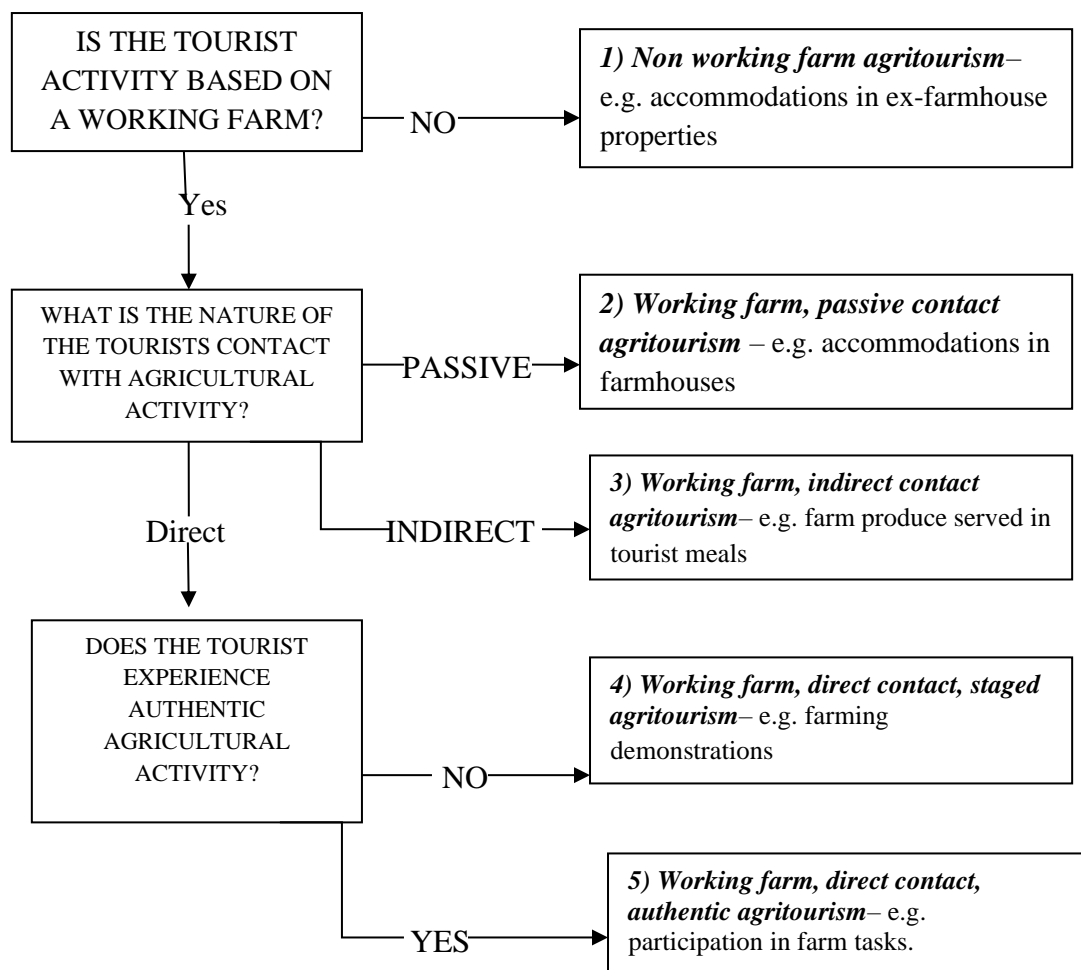 IS THE TOURIST
ACTIVITY BASED ON
A WORKING FARM?
NO
1) Non working farm agritourism–
e.g. accommodations in ex-farmhouse
properties
Yes
WHAT IS THE NATURE OF
THE TOURISTS CONTACT
WITH AGRICULTURAL
ACTIVITY?
PASSIVE
2) Working farm, passive contact
agritourism – e.g. accommodations in
farmhouses
Direct
INDIRECT
3) Working farm, indirect contact
agritourism– e.g. farm produce served in
tourist meals
DOES THE TOURIST
EXPERIENCE
AUTHENTIC
AGRICULTURAL
ACTIVITY?
NO
4) Working farm, direct contact, staged
agritourism– e.g. farming
demonstrations
YES
5) Working farm, direct contact,
authentic agritourism– e.g.
participation in farm tasks.